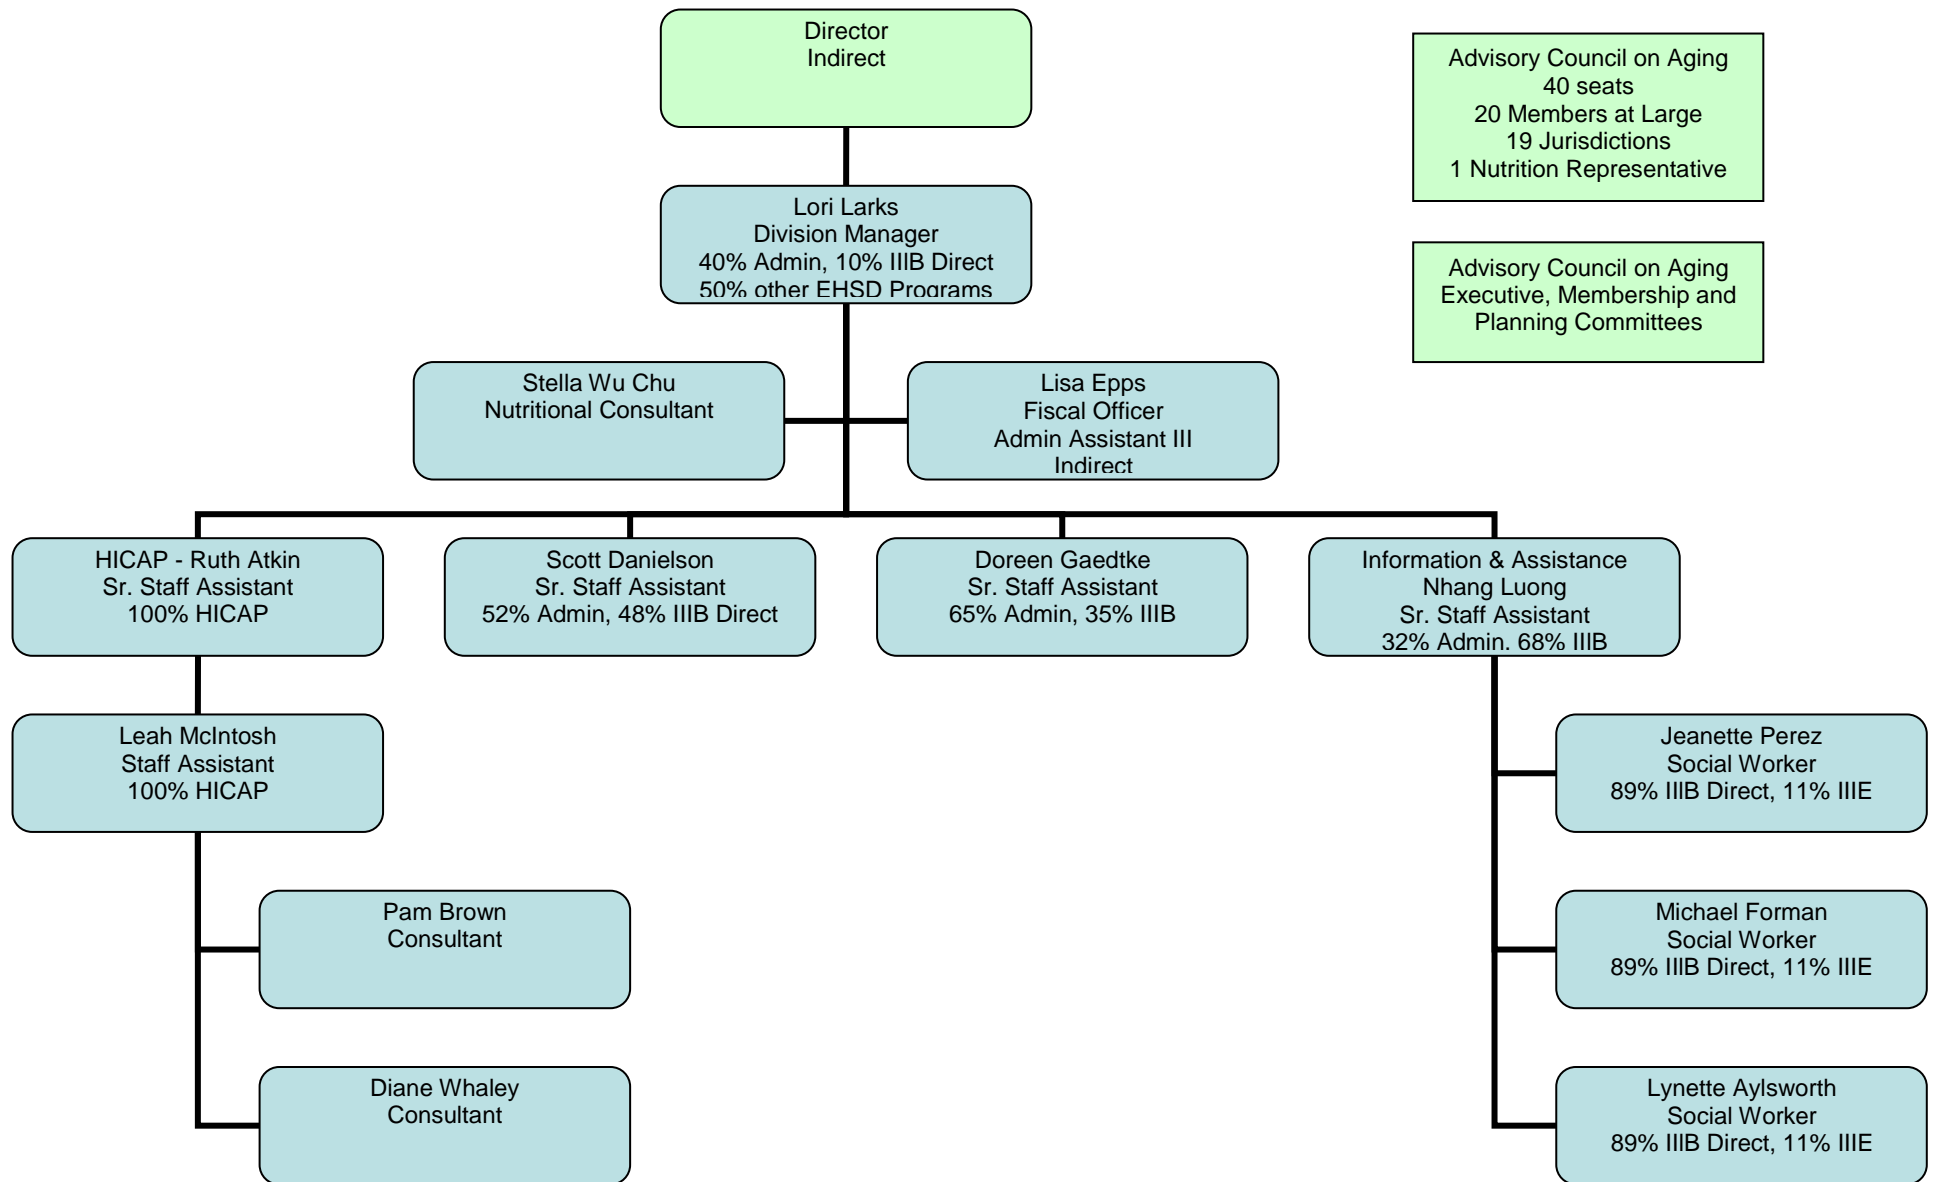 Director
Indirect
Advisory Council on Aging
40 seats
20 Members at Large
19 Jurisdictions
1 Nutrition Representative
Lori Larks
Division Manager
40% Admin, 10% IIIB Direct
50% other EHSD Programs
Advisory Council on Aging
Executive, Membership and
Planning Committees
Stella Wu Chu
Nutritional Consultant
Lisa Epps
Fiscal Officer
Admin Assistant III
Indirect
HICAP - Ruth Atkin
Sr. Staff Assistant
100% HICAP
Scott Danielson
Sr. Staff Assistant
52% Admin, 48% IIIB Direct
Doreen Gaedtke
Sr. Staff Assistant
65% Admin, 35% IIIB
Information & Assistance
Nhang Luong
Sr. Staff Assistant
32% Admin. 68% IIIB
Leah McIntosh
Staff Assistant
100% HICAP
Jeanette Perez
Social Worker
89% IIIB Direct, 11% IIIE
Pam Brown
Consultant
Michael Forman
Social Worker
89% IIIB Direct, 11% IIIE
Diane Whaley
Consultant
Lynette Aylsworth
Social Worker
89% IIIB Direct, 11% IIIE